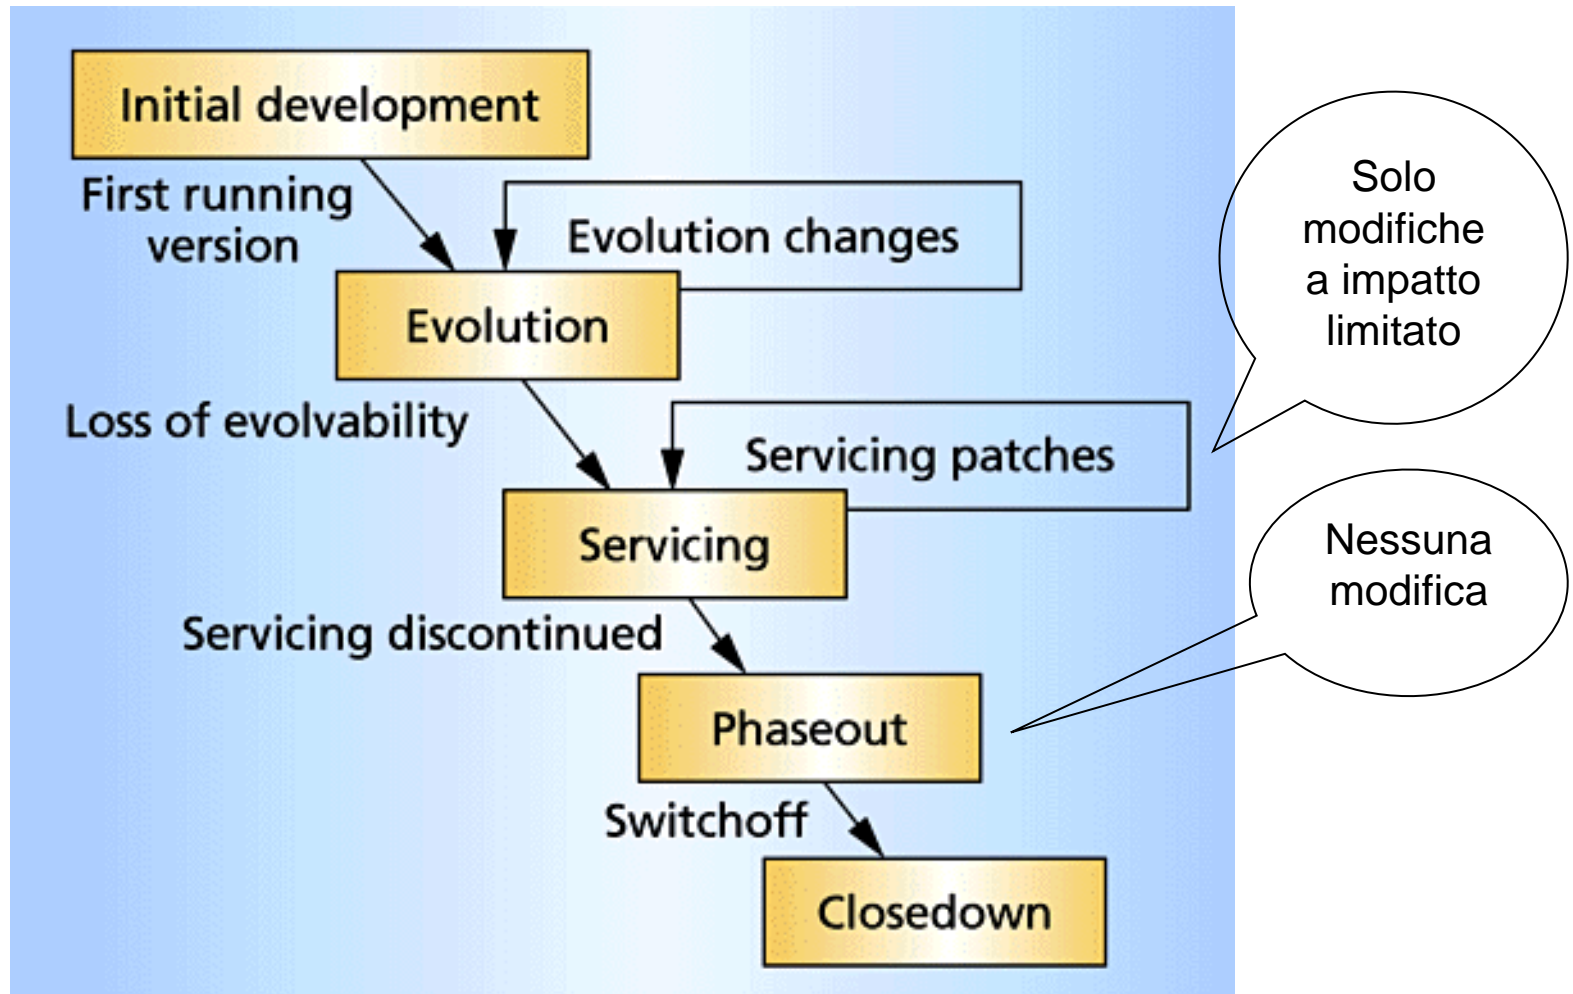 Initial development
First running
version
Evolution changes
Evolution
Loss of evolvability
Servicing patches
Servicing
Servicing discontinued
Phaseout
Switchoff
Closedown
Solo
modifiche
a impatto
limitato
Nessuna
modifica